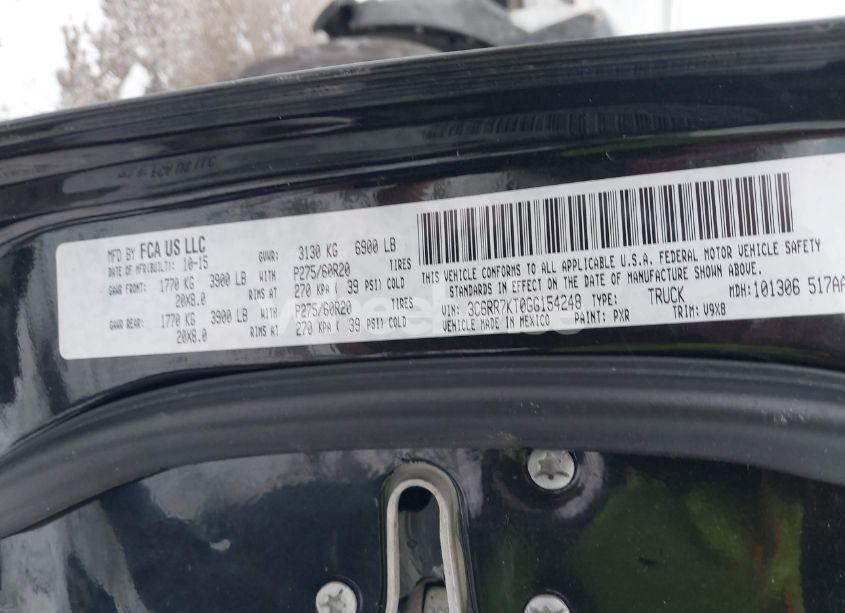 MFD BY FCA US LLC
DATE OF MFR(BUILT): 10-15 GVWR: 3130 KG 6900 LB
GAWR FRONT: 1770 KG 3900 LB WITH P275/60R20 TIRES
20X8.0 RIMS AT 270 KPA ( 39 PSI) COLD
GAWR REAR: 1770 KG 3900 LB WITH P275/60R20 TIRES
20X8.0 RIMS AT 270 KPA ( 39 PSI) COLD
THIS VEHICLE CONFORMS TO ALL APPLICABLE U.S.A. FEDERAL MOTOR VEHICLE SAFETY
STANDARDS IN EFFECT ON THE DATE OF MANUFACTURE SHOWN ABOVE.
VIN: 3C6RR7KT0GG154248 TYPE: TRUCK MDH:101306 517AA
VEHICLE MADE IN MEXICO PAINT: PXR TRIM: V9X8